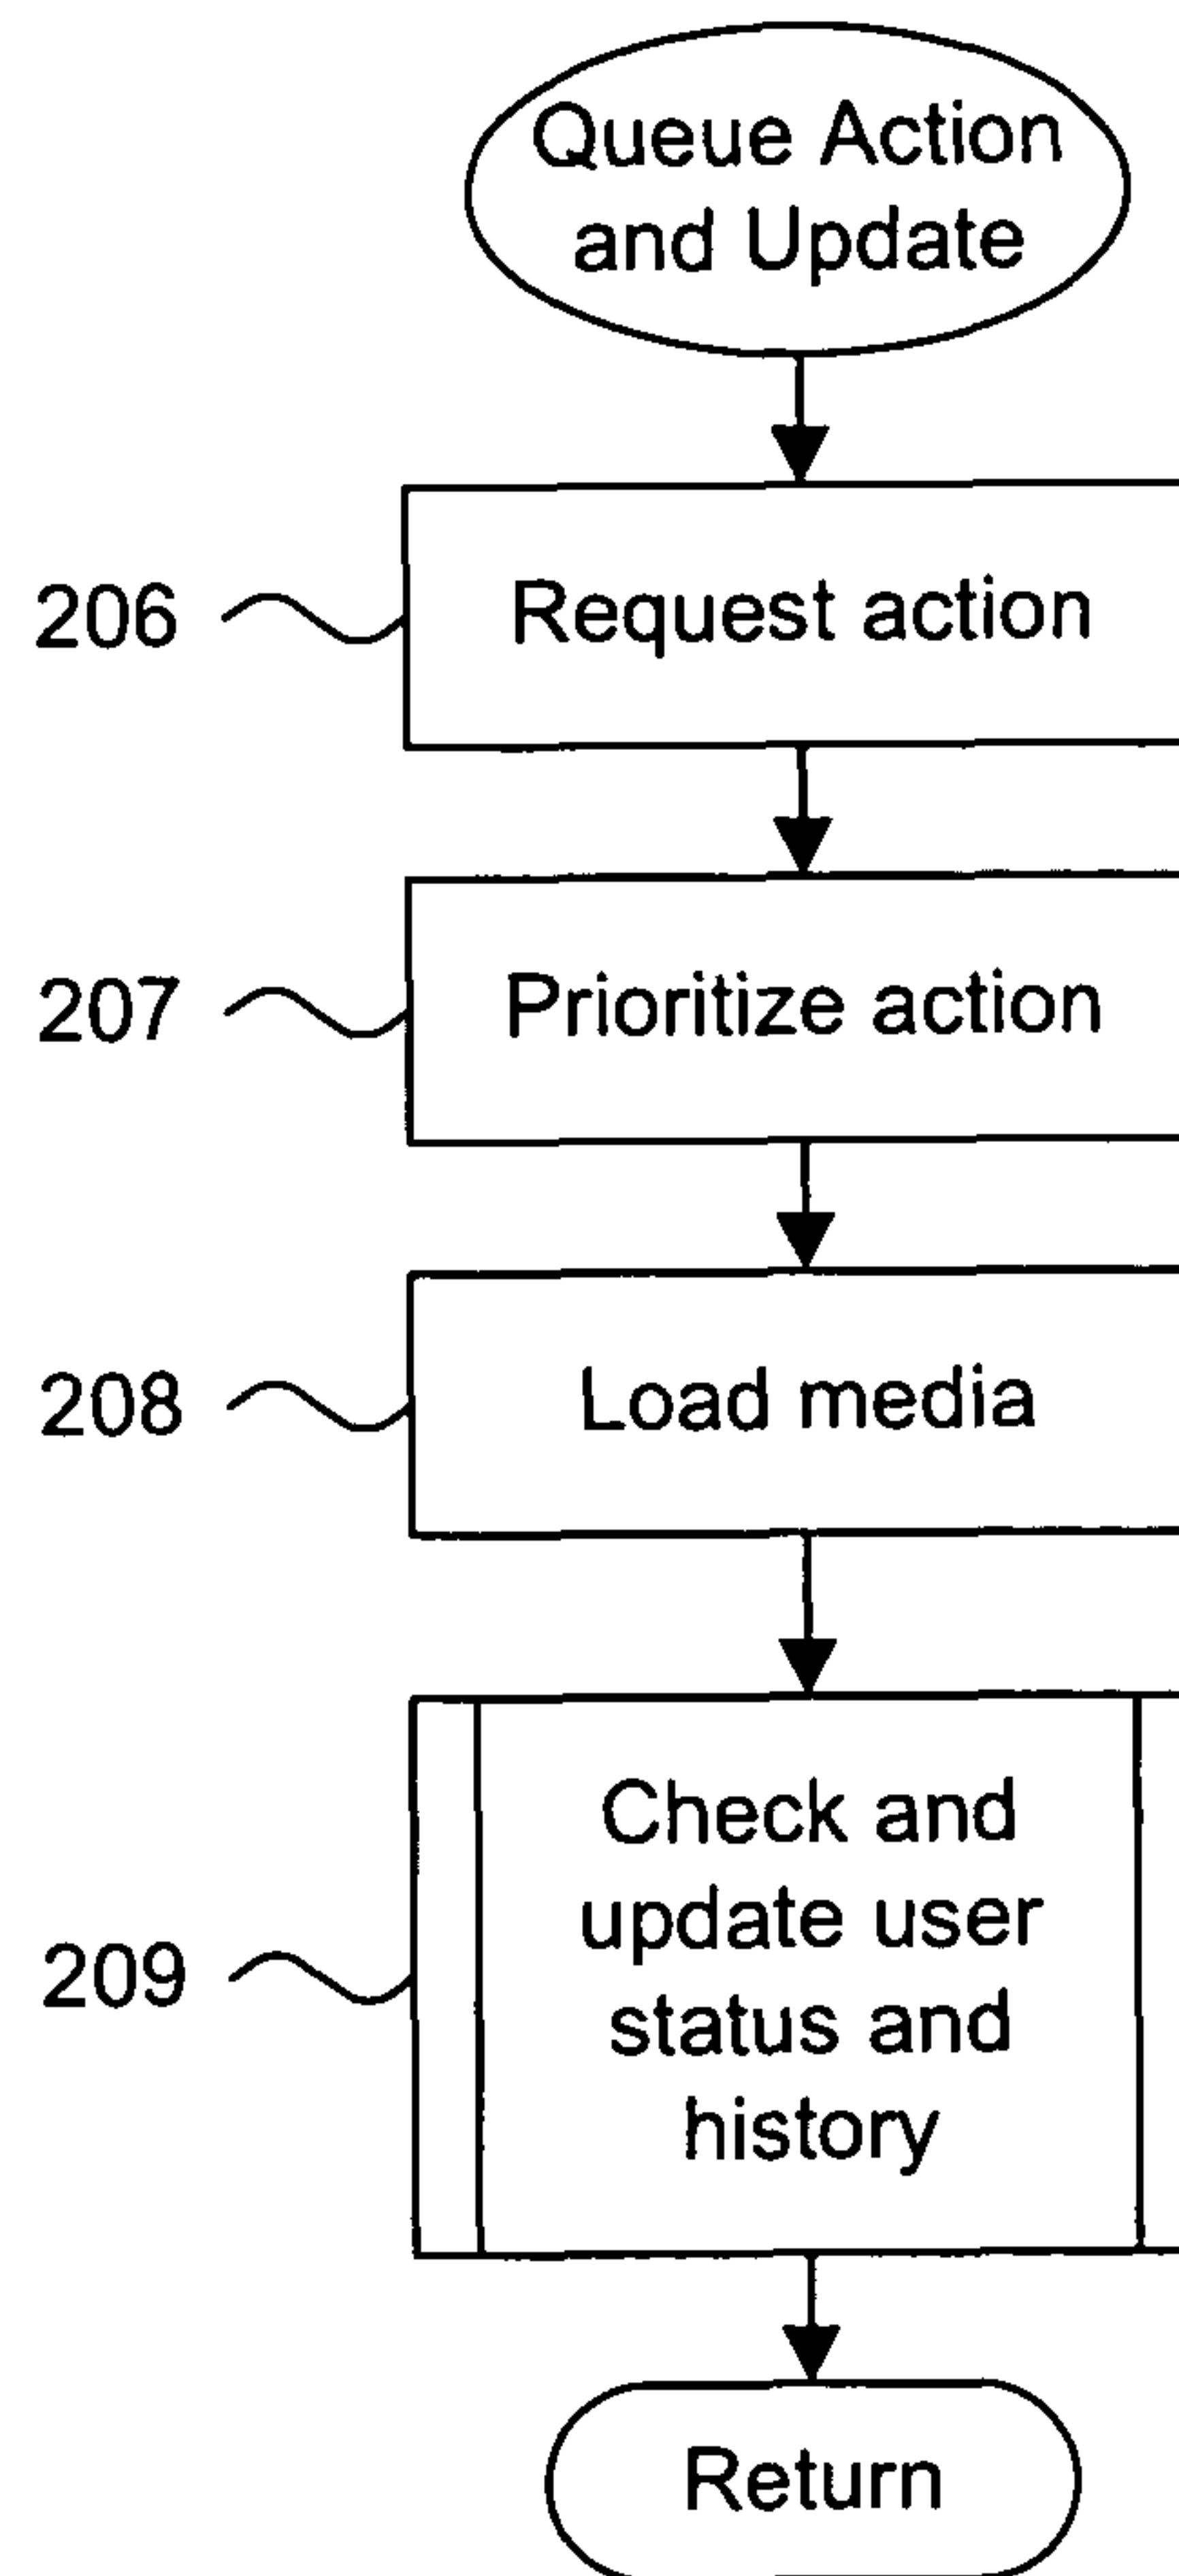 Queue Action
and Update
206
Request action
207
Prioritize action
208
Load media
209
Check and
update user
status and
history
Return